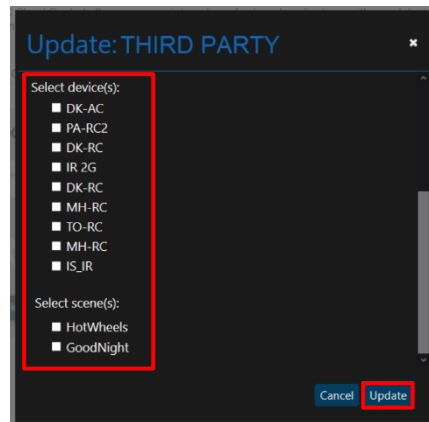 Update: THIRD PARTY
×
Select device(s):
DK-AC
PA-RC2
DK-RC
IR 2G
DK-RC
MH-RC
TO-RC
MH-RC
IS_IR
Select scene(s):
HotWheels
GoodNight
Cancel Update